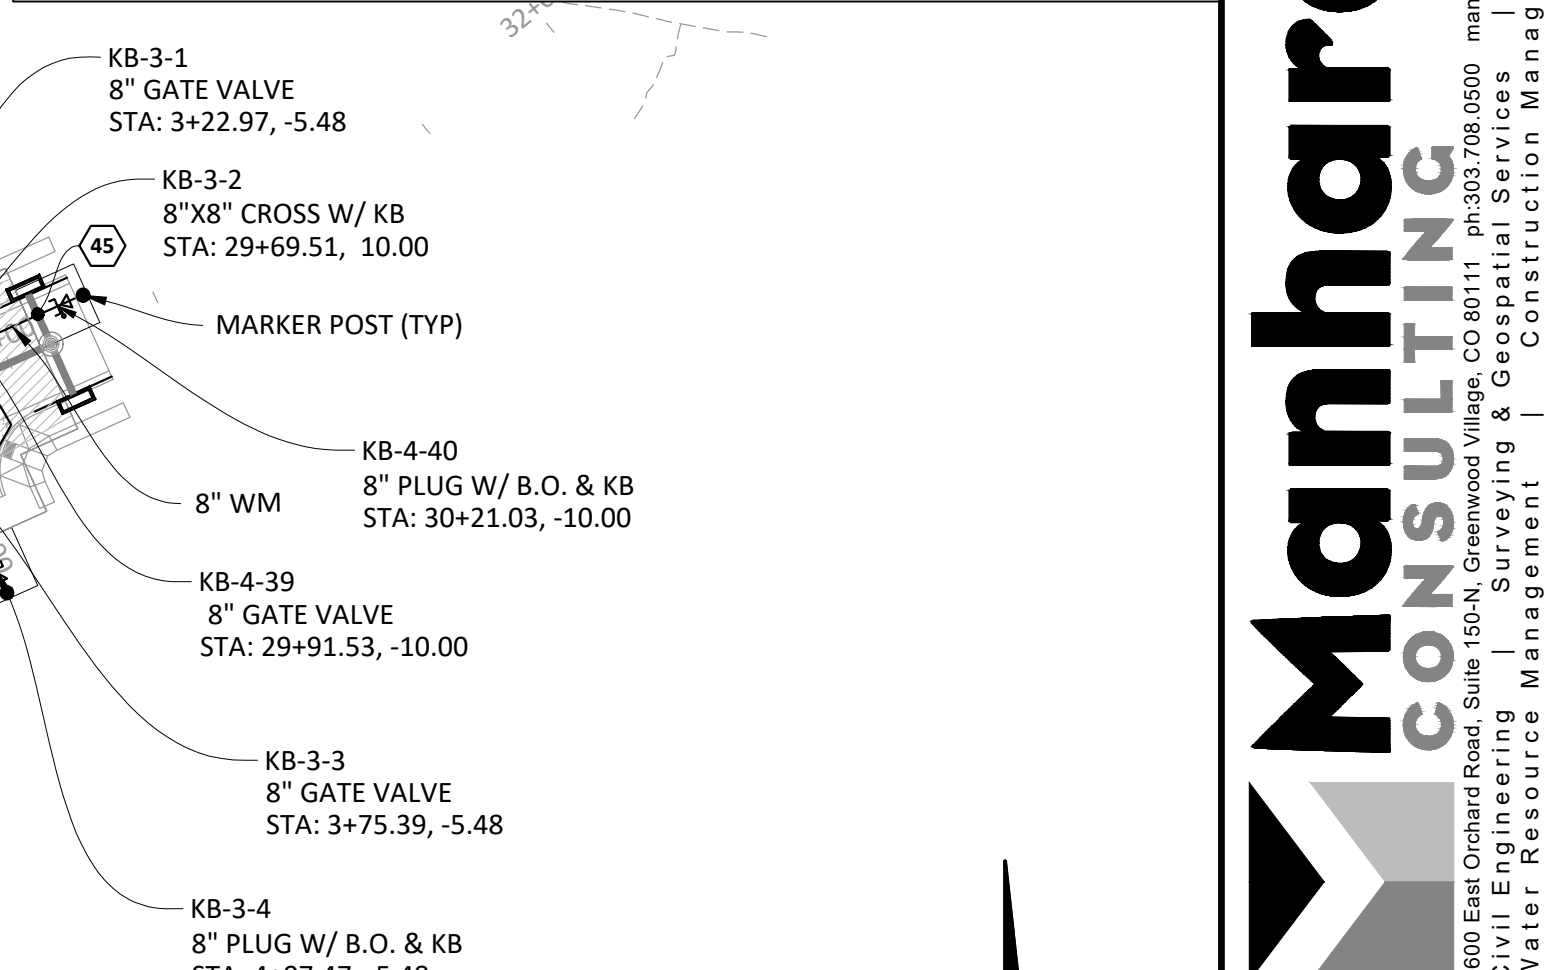 KB-3-1
8" GATE VALVE
STA: 3+22.97, -5.48
KB-3-2
8"X8" CROSS W/ KB
STA: 29+69.51, 10.00
45
MARKER POST (TYP)
KB-4-40
8" PLUG W/ B.O. & KB
STA: 30+21.03, -10.00
8" WM
KB-4-39
8" GATE VALVE
STA: 29+91.53, -10.00
KB-3-3
8" GATE VALVE
STA: 3+75.39, -5.48
KB-3-4
8" PLUG W/ B.O. & KB
CONSULTING
600 East Orchard Road, Suite 150-N, Greenwood Village, CO 80111 ph:303.708.0500
Civil Engineering | Surveying & Geospatial Services |
Water Resource Management | Construction